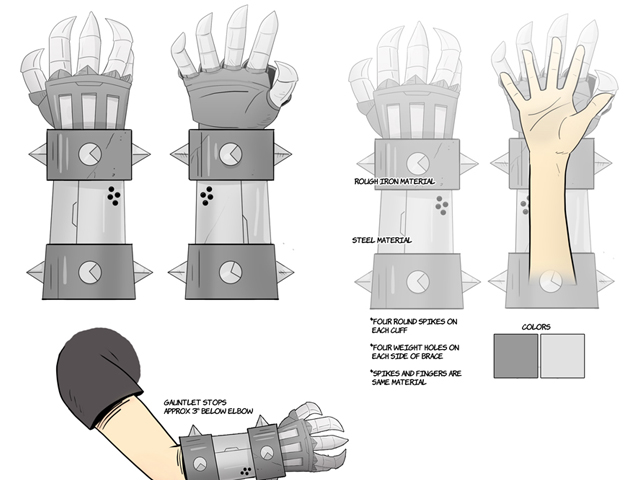 ROUGH IRON MATERIAL
STEEL MATERIAL
*FOUR ROUND SPIKES ON
EACH CUFF
*FOUR WEIGHT HOLES ON
EACH SIDE OF BRACE
*SPIKES AND FINGERS ARE
SAME MATERIAL
COLORS
GAUNTLET STOPS
APPROX 3" BELOW ELBOW